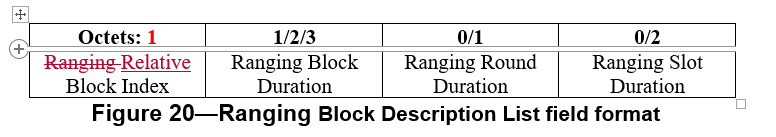 Octets: 1 1/2/3 0/1 0/2
Ranging Relative Ranging Block Ranging Round Ranging Slot
Block Index Duration Duration Duration
Figure 20—Ranging Block Description List field format